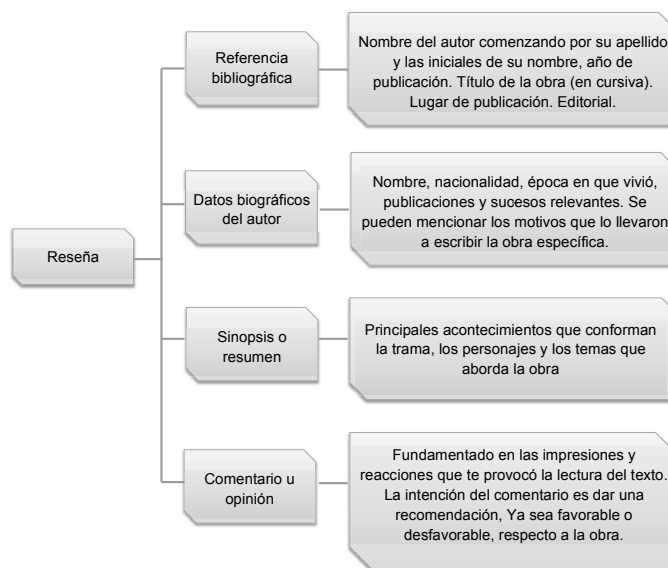 Reseña
Referencia
bibliográfica
Nombre del autor comenzando por su apellido
y las iniciales de su nombre, año de
publicación. Título de la obra (en cursiva).
Lugar de publicación. Editorial.
Datos biográficos
del autor
Nombre, nacionalidad, época en que vivió,
publicaciones y sucesos relevantes. Se
pueden mencionar los motivos que lo llevaron
a escribir la obra específica.
Sinopsis o
resumen
Principales acontecimientos que conforman
la trama, los personajes y los temas que
aborda la obra
Comentario u
opinión
Fundamentado en las impresiones y
reacciones que te provocó la lectura del texto.
La intención del comentario es dar una
recomendación, Ya sea favorable o
desfavorable, respecto a la obra.